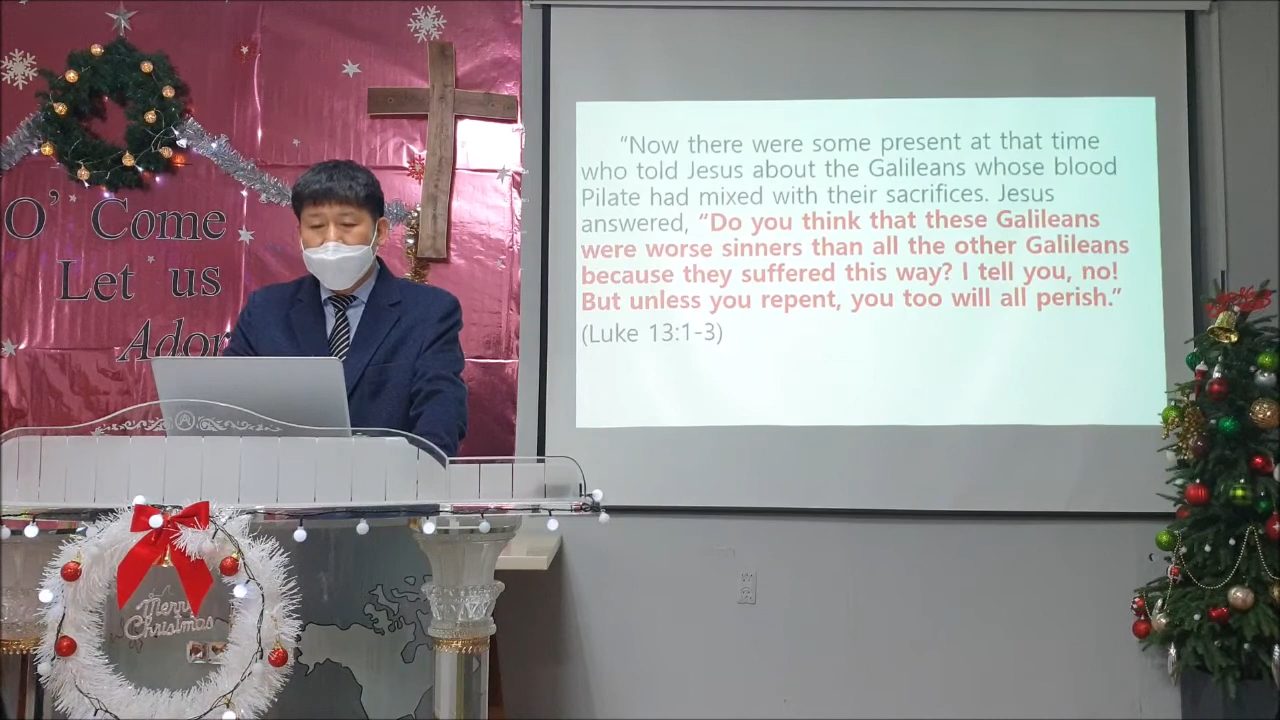 O' Come
Let us
Ador
“Now there were some present at that time
who told Jesus about the Galileans whose blood
Pilate had mixed with their sacrifices. Jesus
answered, “Do you think that these Galileans
were worse sinners than all the other Galileans
because they suffered this way? I tell you, no!
But unless you repent, you too will all perish.”
(Luke 13:1-3)
Merry
Christmas